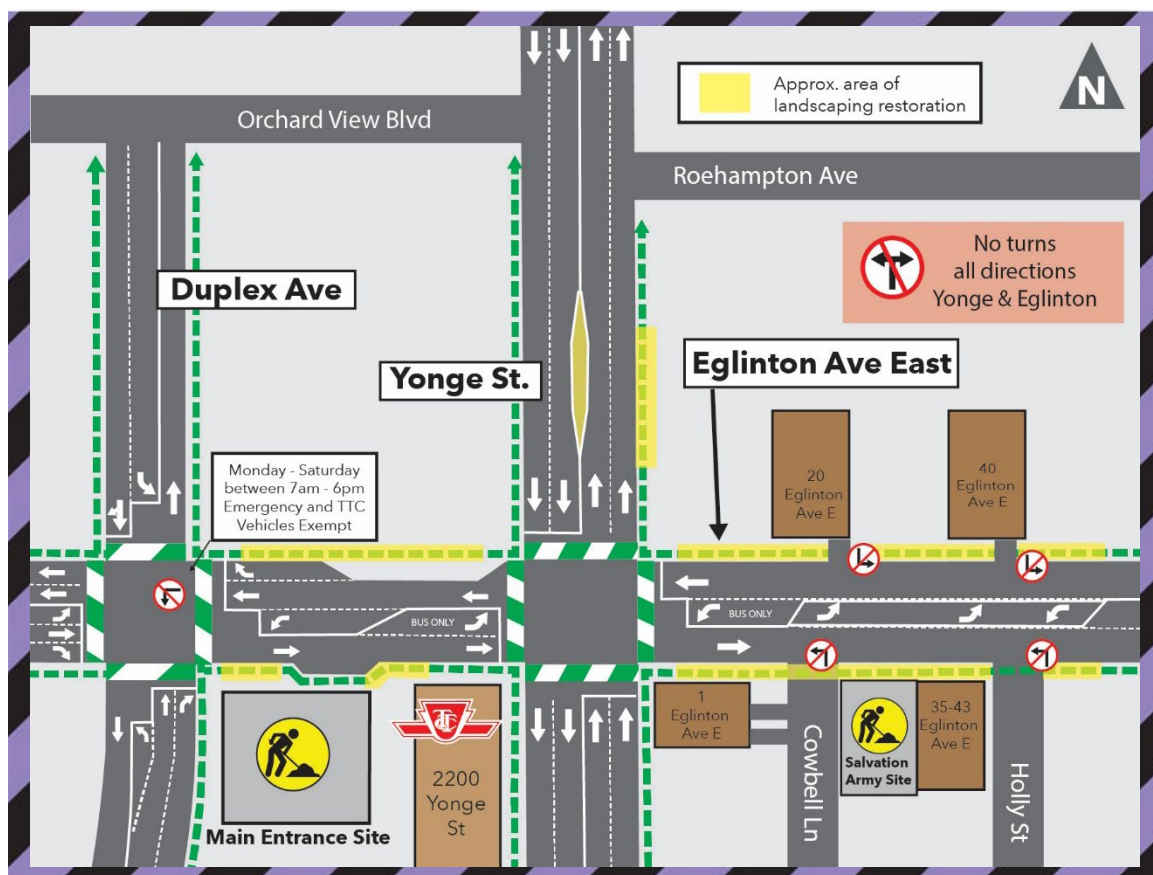 Approx. area of
landscaping restoration
N
Orchard View Blvd
Roehampton Ave
No turns
all directions
Yonge & Eglinton
Duplex Ave
Yonge St.
Eglinton Ave East
Monday - Saturday
between 7am - 6pm
Emergency and TTC
Vehicles Exempt
20
Eglinton
Ave E
40
Eglinton
Ave E
BUS ONLY
BUS ONLY
1
Eglinton
Ave E
35-43
Eglinton
Ave E
Salvation
Army Site
Cowbell Ln
Holly St
TTC
2200
Yonge
St
Main Entrance Site